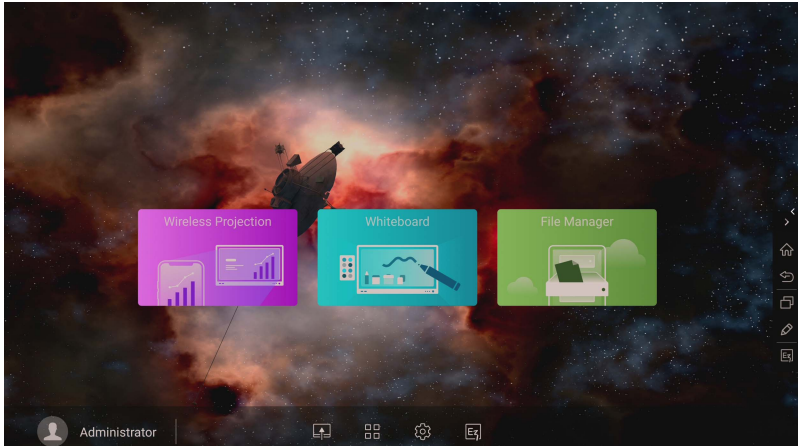 Wireless Projection
Whiteboard
File Manager
Administrator